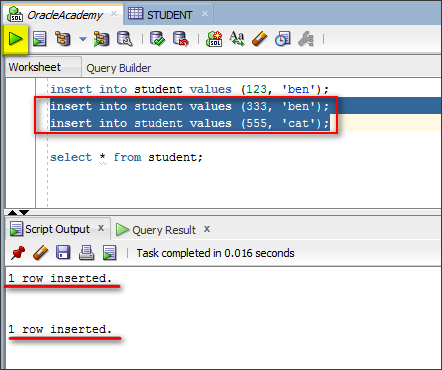 OracleAcademy
STUDENT
SQL
Aa
Worksheet
Query Builder
insert into student values (123, 'ben');
insert into student values (333, 'ben');
insert into student values (555, 'cat');
select * from student;
Script Output
Query Result
Task completed in 0.016 seconds
1 row inserted.
1 row inserted.